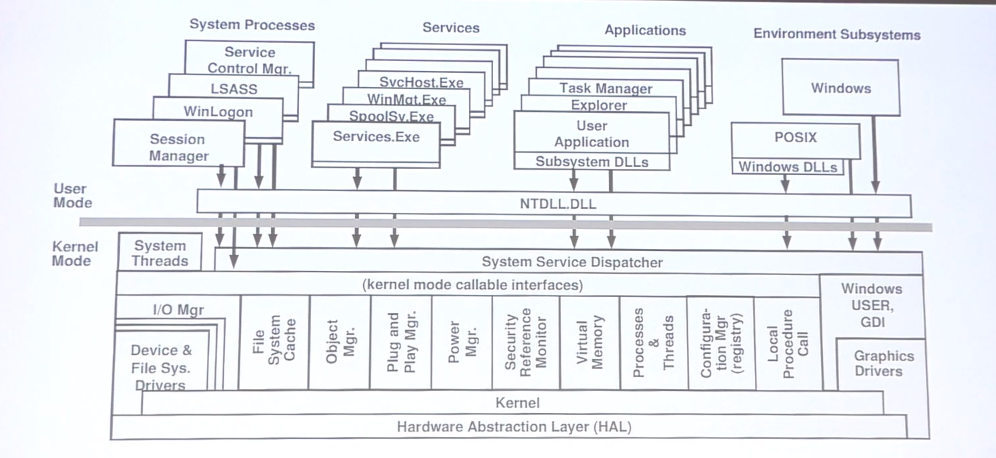 System Processes
Services
Applications
Environment Subsystems
Service
Control Mgr.
LSASS
WinLogon
Session
Manager
SvcHost.Exe
WinMgt.Exe
SpoolSv.Exe
Services.Exe
Task Manager
Explorer
User
Application
Subsystem DLLs
Windows
POSIX
Windows DLLs
User
Mode
NTDLL.DLL
Kernel
Mode
System
Threads
System Service Dispatcher
(kernel mode callable interfaces)
I/O Mgr
Device &
File Sys.
Drivers
File
System
Cache
Object
Mgr.
Plug and
Play Mgr.
Power
Mgr.
Security
Reference
Monitor
Virtual
Memory
Processes
&
Threads
Configura-
tion Mgr
(registry)
Local
Procedure
Call
Windows
USER,
GDI
Graphics
Drivers
Kernel
Hardware Abstraction Layer (HAL)